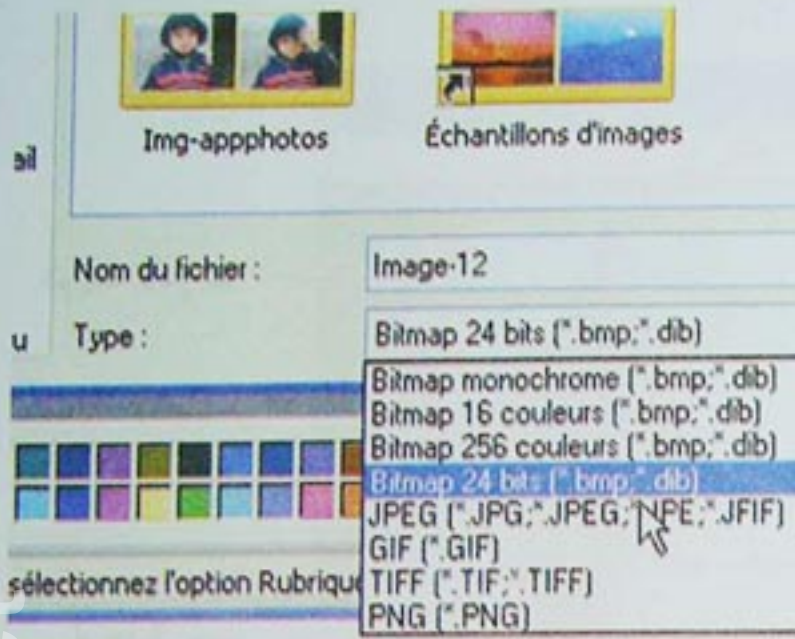 Img-appphotos
Échantillons d'images
ail
Nom du fichier :
Image-12
u
Type :
Bitmap 24 bits (*.bmp;*.dib)
Bitmap monochrome (*.bmp;*.dib)
Bitmap 16 couleurs (*.bmp;*.dib)
Bitmap 256 couleurs (*.bmp;*.dib)
Bitmap 24 bits (*.bmp;*.dib)
JPEG (*.JPG;*.JPEG;*.JPE;*.JFIF)
GIF (*.GIF)
sélectionnez l'option Rubrique
TIFF (*.TIF;*.TIFF)
PNG (*.PNG)